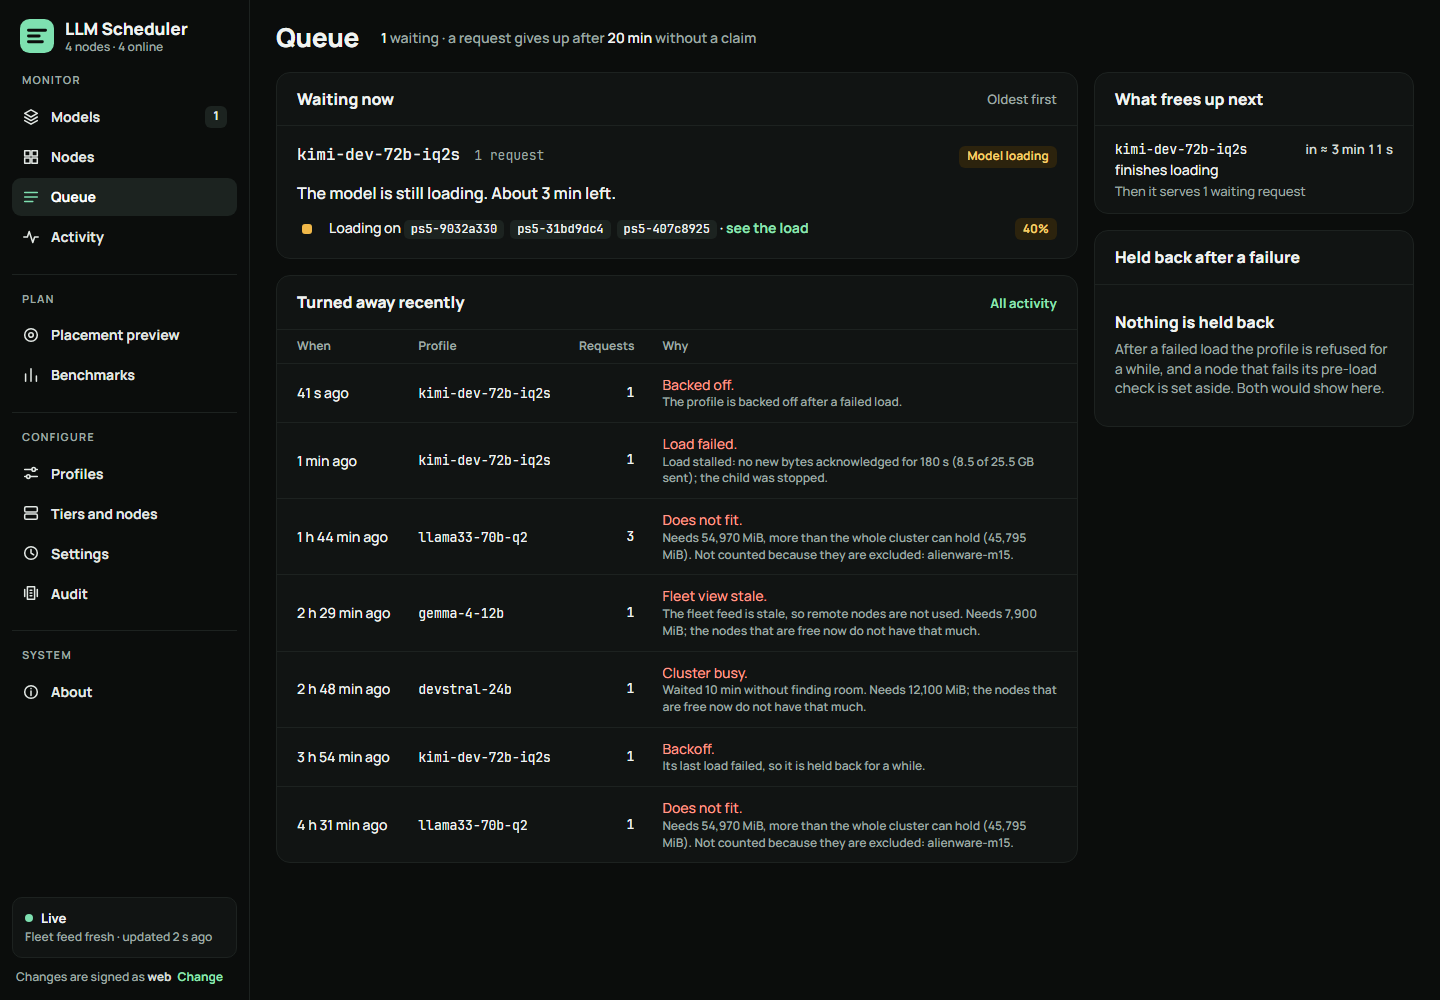 LLM Scheduler
4 nodes · 4 online
MONITOR
Models 1
Nodes
Queue
Activity
PLAN
Placement preview
Benchmarks
CONFIGURE
Profiles
Tiers and nodes
Settings
Audit
SYSTEM
About
Live
Fleet feed fresh · updated 2 s ago
Changes are signed as web Change
Queue 1 waiting · a request gives up after 20 min without a claim
Waiting now Oldest first
kimi-dev-72b-iq2s 1 request Model loading
The model is still loading. About 3 min left.
Loading on ps5-9032a330 ps5-31bd9dc4 ps5-407c8925 · see the load 40%
Turned away recently All activity
When Profile Requests Why
41 s ago kimi-dev-72b-iq2s 1 Backed off.
The profile is backed off after a failed load.
1 min ago kimi-dev-72b-iq2s 1 Load failed.
Load stalled: no new bytes acknowledged for 180 s (8.5 of 25.5 GB
sent); the child was stopped.
1 h 44 min ago llama33-70b-q2 3 Does not fit.
Needs 54,970 MiB, more than the whole cluster can hold (45,795
MiB). Not counted because they are excluded: alienware-m15.
2 h 29 min ago gemma-4-12b 1 Fleet view stale.
The fleet feed is stale, so remote nodes are not used. Needs 7,900
MiB; the nodes that are free now do not have that much.
2 h 48 min ago devstral-24b 1 Cluster busy.
Waited 10 min without finding room. Needs 12,100 MiB; the nodes that
are free now do not have that much.
3 h 54 min ago kimi-dev-72b-iq2s 1 Backoff.
Its last load failed, so it is held back for a while.
4 h 31 min ago llama33-70b-q2 1 Does not fit.
Needs 54,970 MiB, more than the whole cluster can hold (45,795
MiB). Not counted because they are excluded: alienware-m15.
What frees up next
kimi-dev-72b-iq2s in ≈ 3 min 11 s
finishes loading
Then it serves 1 waiting request
Held back after a failure
Nothing is held back
After a failed load the profile is refused for
a while, and a node that fails its pre-load
check is set aside. Both would show here.